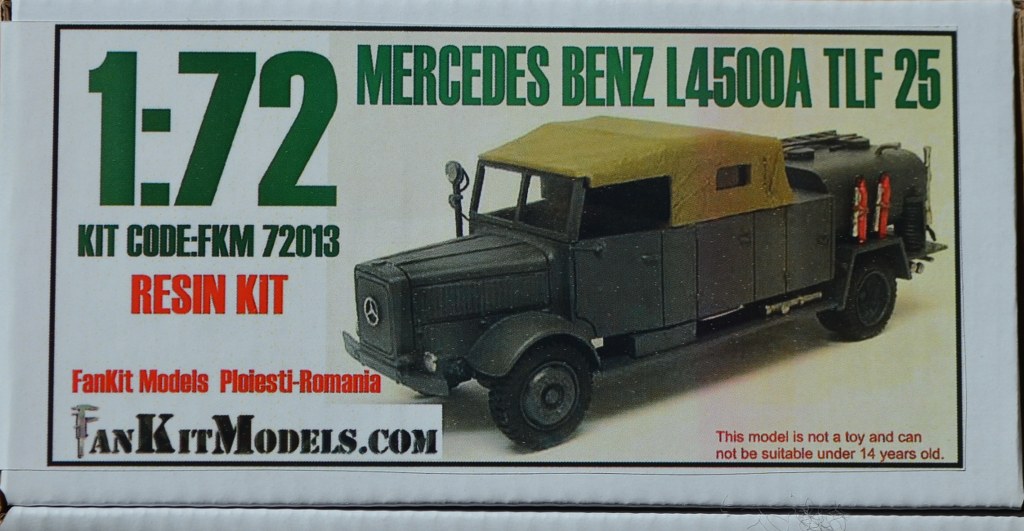 1:72
MERCEDES BENZ L4500A TLF 25
KIT CODE:FKM 72013
RESIN KIT
FanKit Models Ploiesti-Romania
FANKITMODELS.COM
This model is not a toy and can
not be suitable under 14 years old.